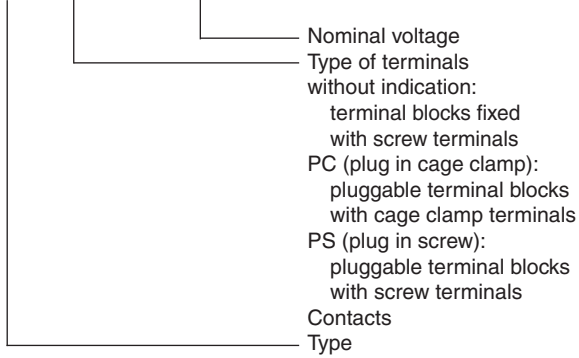 Nominal voltage
Type of terminals
without indication:
terminal blocks fixed
with screw terminals
PC (plug in cage clamp):
pluggable terminal blocks
with cage clamp terminals
PS (plug in screw):
pluggable terminal blocks
with screw terminals
Contacts
Type